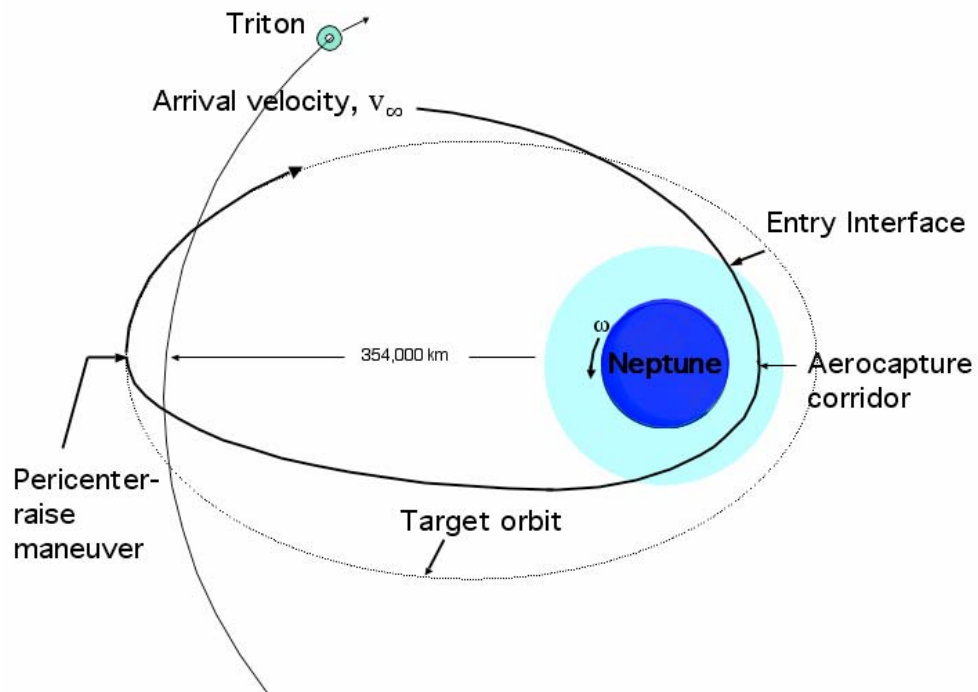 Triton
Arrival velocity, v∞
Entry Interface
ω
354,000 km
Neptune
Aerocapture
corridor
Pericenter-
raise
maneuver
Target orbit